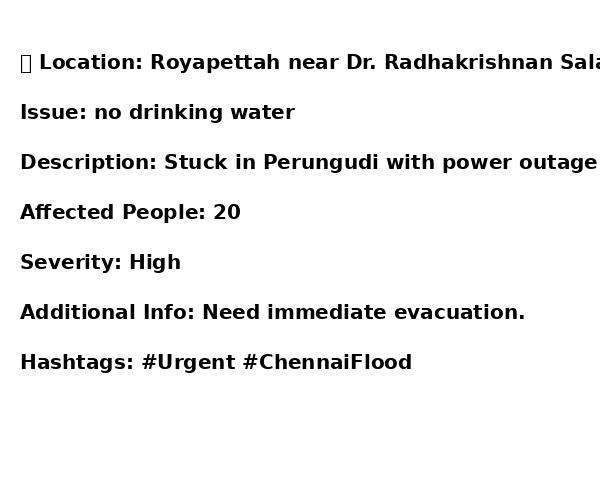 Location: Royapettah near Dr. Radhakrishnan
Issue: no drinking water
Description: Stuck in Perungudi with power outage
Affected People: 20
Severity: High
Additional Info: Need immediate evacuation.
Hashtags: #Urgent #ChennaiFlood